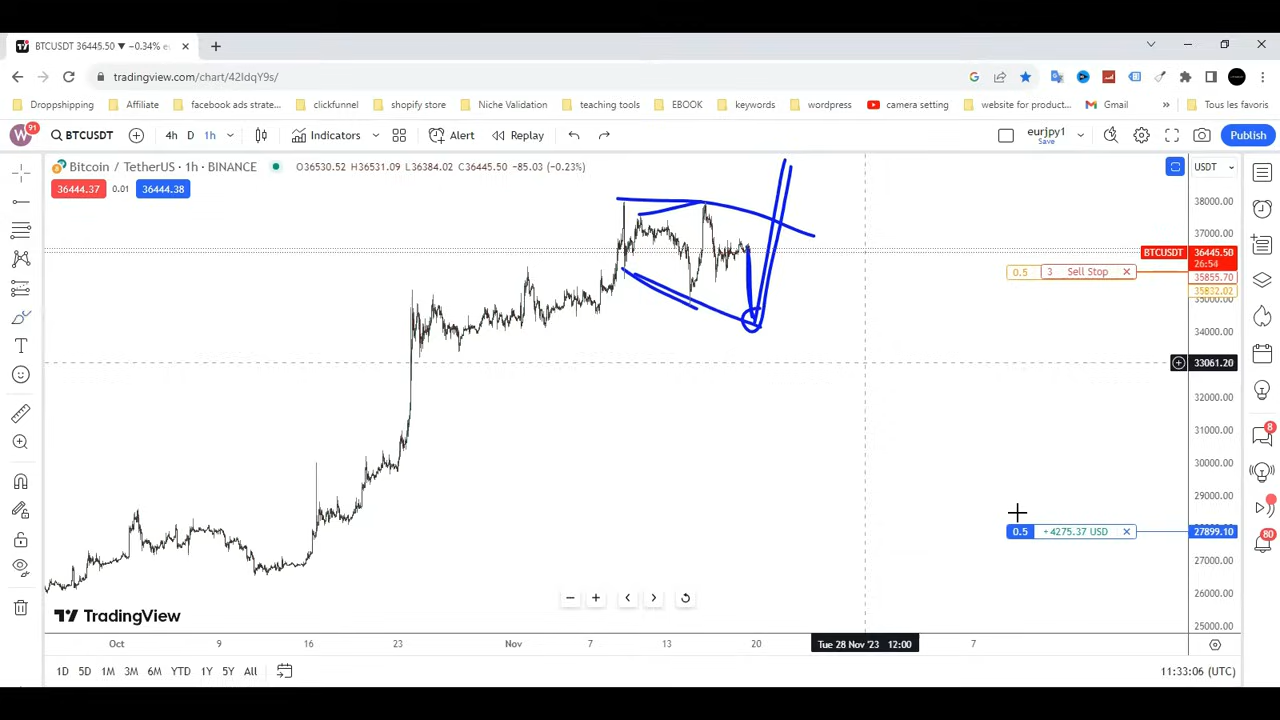 BTCUSDT 36445.50 ▼ −0.34%
tradingview.com/chart/42IdqY9s/
Droppshipping Affiliate facebook ads strate... clickfunnel shopify store Niche Validation teaching tools EBOOK keywords wordpress camera setting website for product... Gmail » Tous les favoris
W 91 BTCUSDT 4h D 1h Indicators Alert Replay eurjpy1 Save Publish
Bitcoin / TetherUS · 1h · BINANCE O36530.52 H36531.09 L36384.02 C36445.50 −85.03 (−0.23%) USDT
36444.37 0.01 36444.38
38000.00
37000.00
BTCUSDT 36445.50
26:54
0.5 3 Sell Stop 35855.70
35832.02
35000.00
34000.00
33061.20
32000.00
31000.00
30000.00
29000.00
0.5 +4275.37 USD 27899.10
27000.00
26000.00
25000.00
TradingView
Oct 9 16 23 Nov 7 13 20 Tue 28 Nov '23 12:00 7
1D 5D 1M 3M 6M YTD 1Y 5Y All 11:33:06 (UTC)
8
80